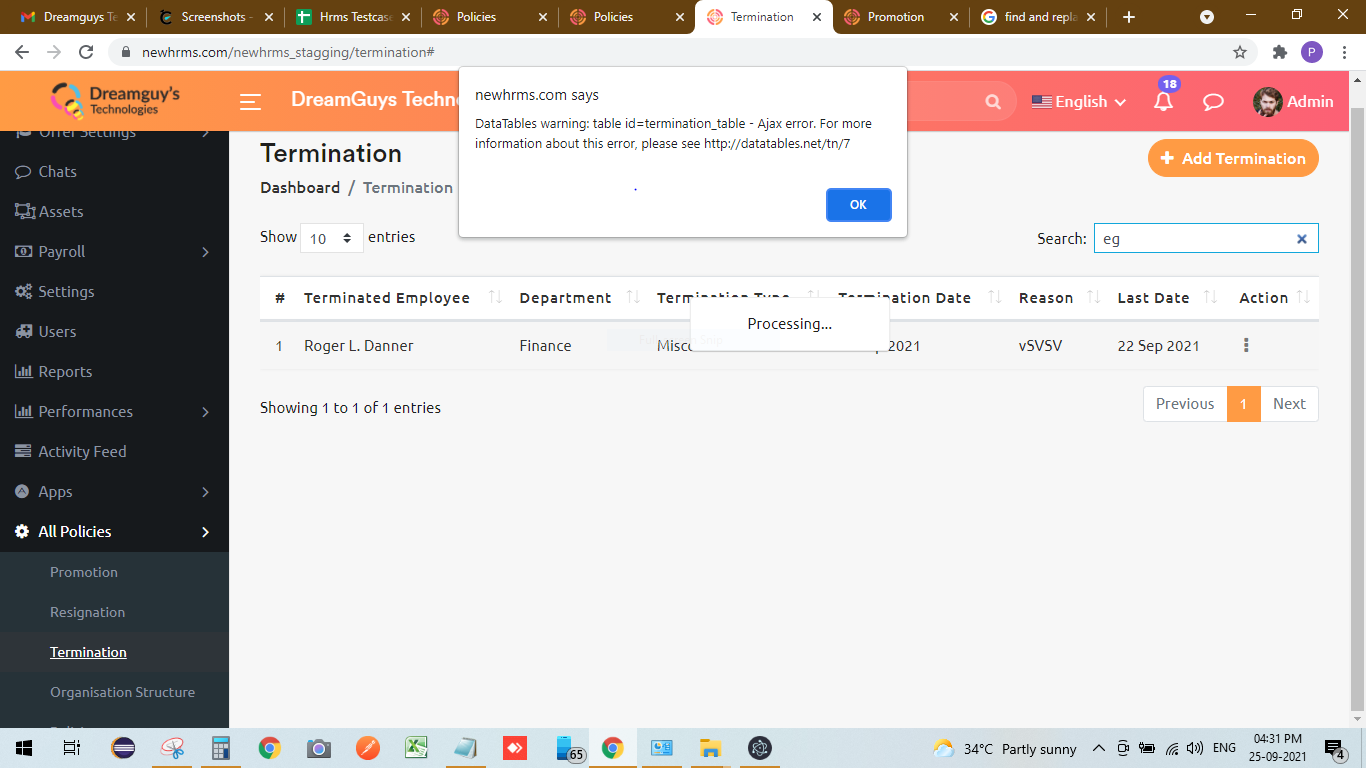 Dreamguys Te
Screenshots -
Hrms Testcase
Policies
Policies
Termination
Promotion
find and repla
newhrms.com/newhrms_stagging/termination#
P
Dreamguy's
Technologies
DreamGuys Techn
English
18
Admin
newhrms.com says
DataTables warning: table id=termination_table - Ajax error. For more
information about this error, please see http://datatables.net/tn/7
OK
Offer Settings
Chats
Assets
Payroll
Settings
Users
Reports
Performances
Activity Feed
Apps
All Policies
Promotion
Resignation
Termination
Organisation Structure
Termination
Dashboard / Termination
+ Add Termination
Show 10 entries
Search: eg
# Terminated Employee Department Termination Type Termination Date Reason Last Date Action
Processing...
1 Roger L. Danner Finance Misco 2021 vSVSV 22 Sep 2021
Showing 1 to 1 of 1 entries
Previous 1 Next
65
34°C Partly sunny
ENG
04:31 PM
25-09-2021
4